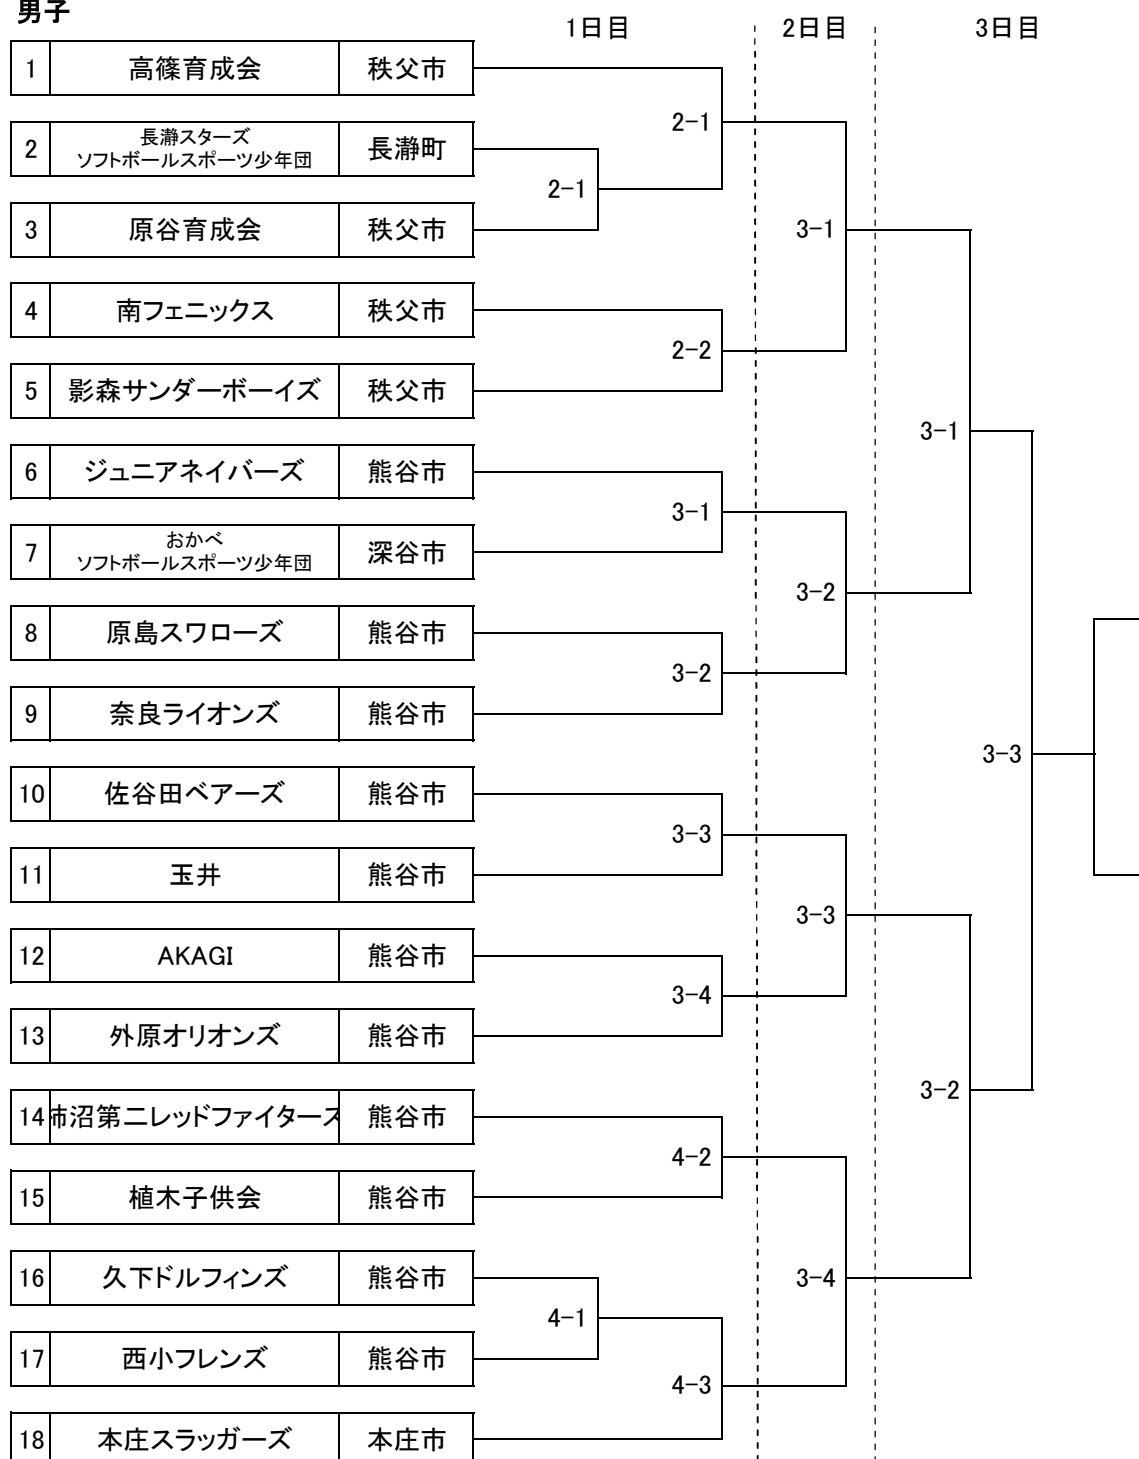 男子
1日目 2日目 3日目
1 高篠育成会 秩父市
2-1
2 長瀞スターズ
ソフトボールスポーツ少年団 長瀞町
2-1
3 原谷育成会 秩父市
3-1
4 南フェニックス 秩父市
2-2
5 影森サンダーボーイズ 秩父市
3-1
6 ジュニアネイバーズ 熊谷市
3-1
7 おかべ
ソフトボールスポーツ少年団 深谷市
3-2
8 原島スワローズ 熊谷市
3-2
9 奈良ライオンズ 熊谷市
3-3
10 佐谷田ベアーズ 熊谷市
3-3
11 玉井 熊谷市
3-3
12 AKAGI 熊谷市
3-4
13 外原オリオンズ 熊谷市
3-2
14 柿沼第二レッドファイターズ 熊谷市
4-2
15 植木子供会 熊谷市
16 久下ドルフィンズ 熊谷市
3-4
4-1
17 西小フレンズ 熊谷市
4-3
18 本庄スラッガーズ 本庄市